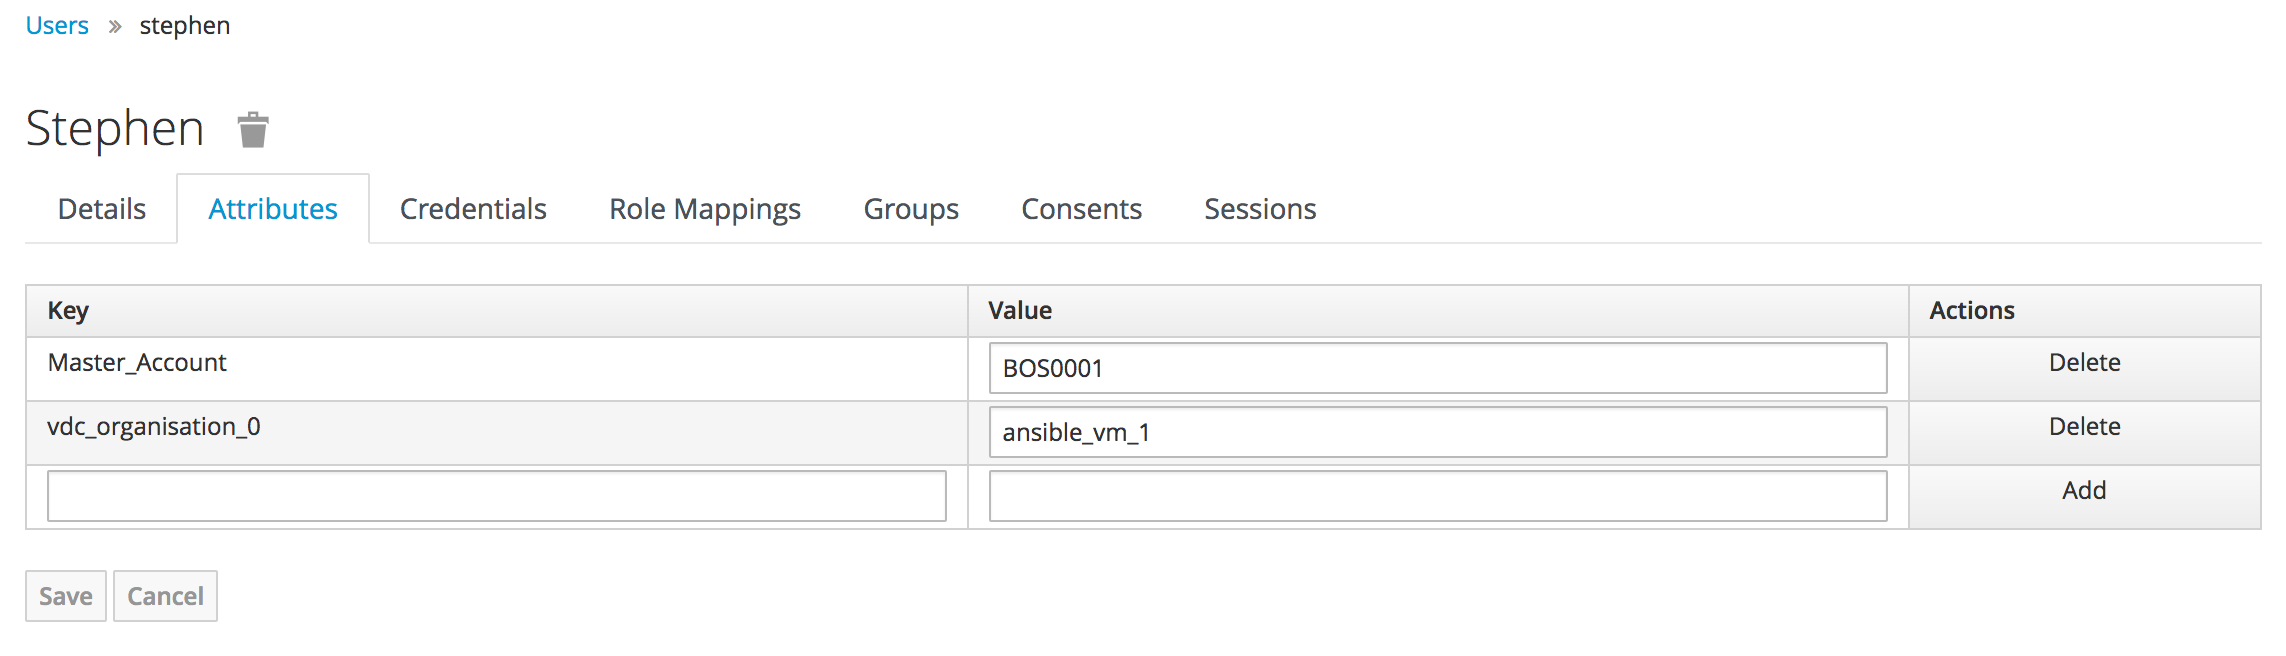 Users » stephen
Stephen
Details Attributes Credentials Role Mappings Groups Consents Sessions
Key Value Actions
Master_Account BOS0001 Delete
vdc_organisation_0 ansible_vm_1 Delete
Add
Save Cancel